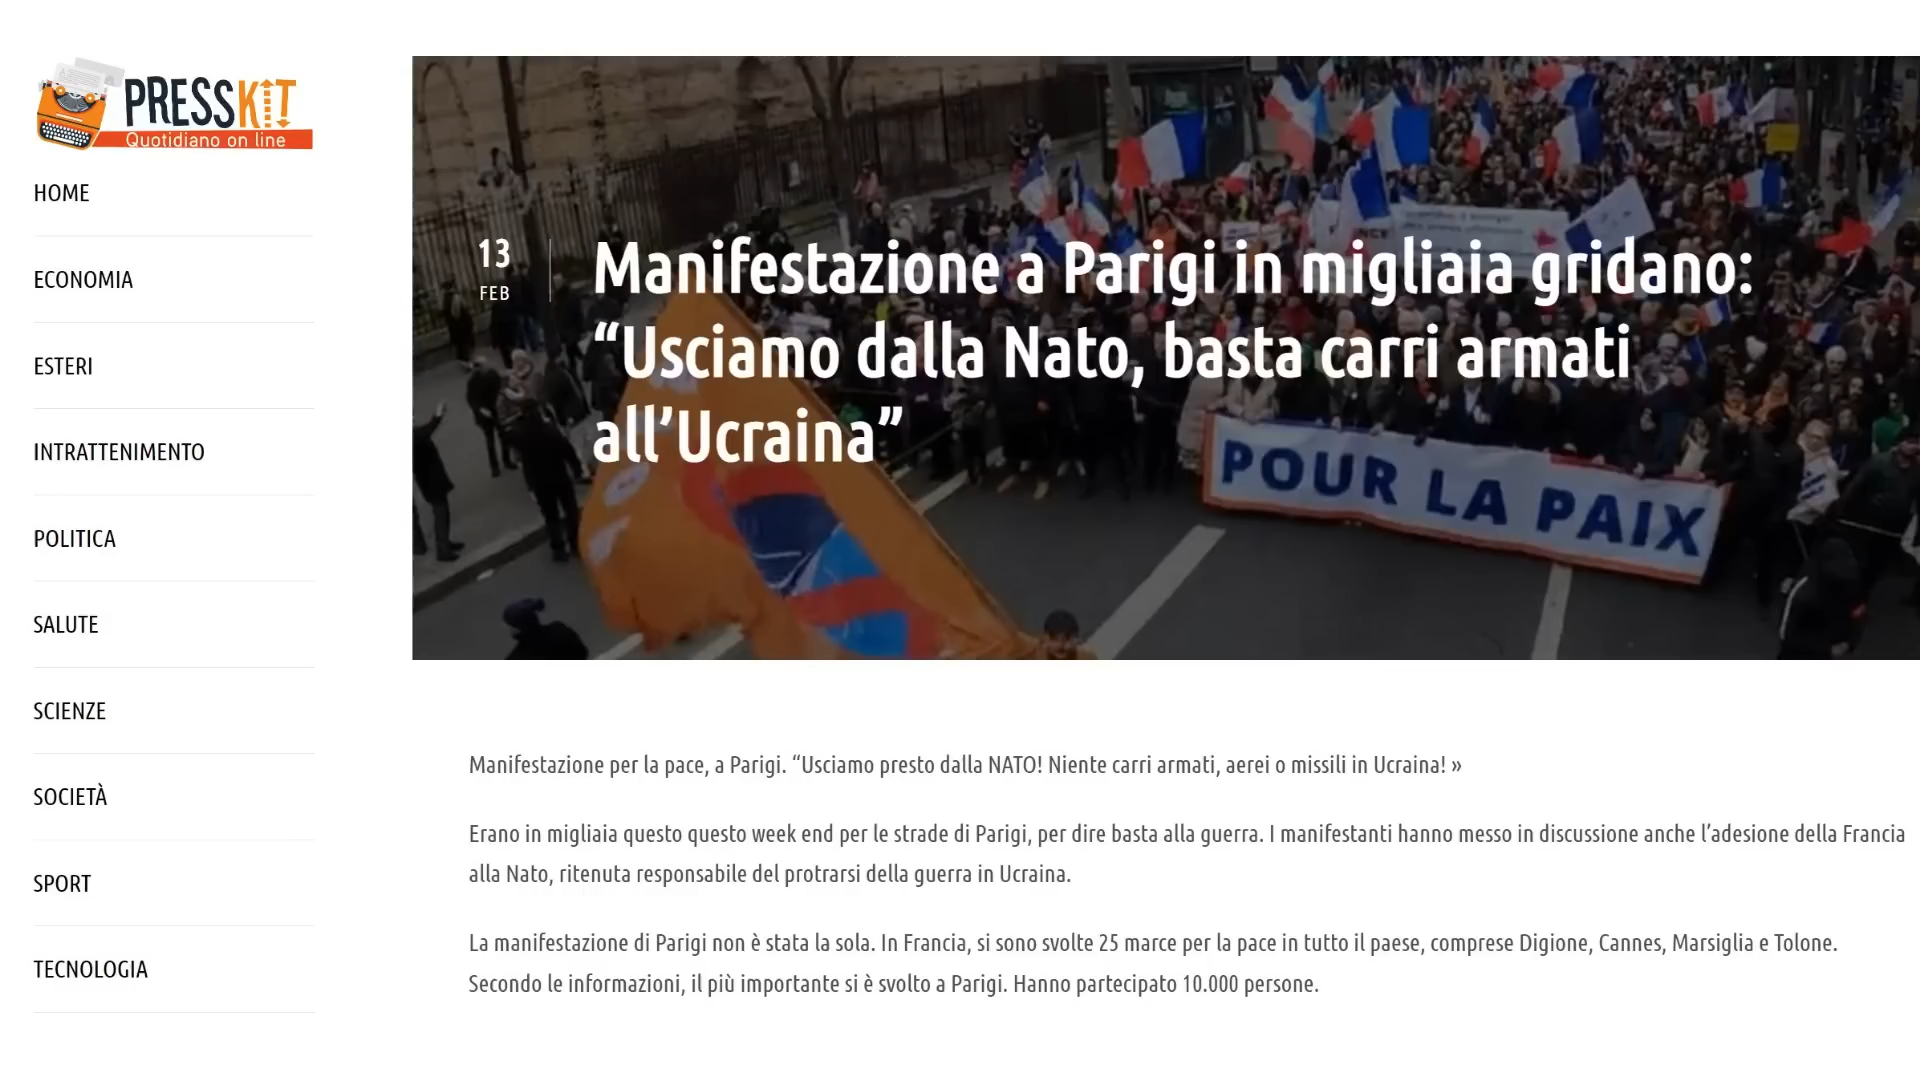 PRESSKIT
Quotidiano on line
HOME
ECONOMIA
ESTERI
INTRATTENIMENTO
POLITICA
SALUTE
SCIENZE
SOCIETÀ
SPORT
TECNOLOGIA
13
FEB
Manifestazione a Parigi in migliaia gridano:
“Usciamo dalla Nato, basta carri armati
all’Ucraina”
POUR LA PAIX
Manifestazione per la pace, a Parigi. “Usciamo presto dalla NATO! Niente carri armati, aerei o missili in Ucraina! »
Erano in migliaia questo questo week end per le strade di Parigi, per dire basta alla guerra. I manifestanti hanno messo in discussione anche l’adesione della Francia
alla Nato, ritenuta responsabile del protrarsi della guerra in Ucraina.
La manifestazione di Parigi non è stata la sola. In Francia, si sono svolte 25 marce per la pace in tutto il paese, comprese Digione, Cannes, Marsiglia e Tolone.
Secondo le informazioni, il più importante si è svolto a Parigi. Hanno partecipato 10.000 persone.